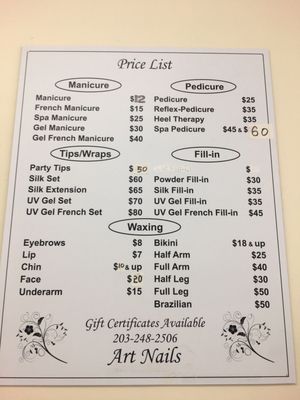 Price List
Manicure
Manicure $12
French Manicure $15
Spa Manicure $25
Gel Manicure $30
Gel French Manicure $40
Pedicure
Pedicure $25
Reflex-Pedicure $35
Heel Therapy $35
Spa Pedicure $45 & $60
Tips/Wraps
Party Tips $50
Silk Set $60
Silk Extension $65
UV Gel Set $70
UV Gel French Set $80
Fill-in
Powder Fill-in $30
Silk Fill-in $35
UV Gel Fill-in $35
UV Gel French Fill-in $45
Waxing
Eyebrows $8
Lip $7
Chin $10 & up
Face $20
Underarm $15
Bikini $18 & up
Half Arm $25
Full Arm $40
Half Leg $30
Full Leg $50
Brazilian $50
Gift Certificates Available
203-248-2506
Art Nails